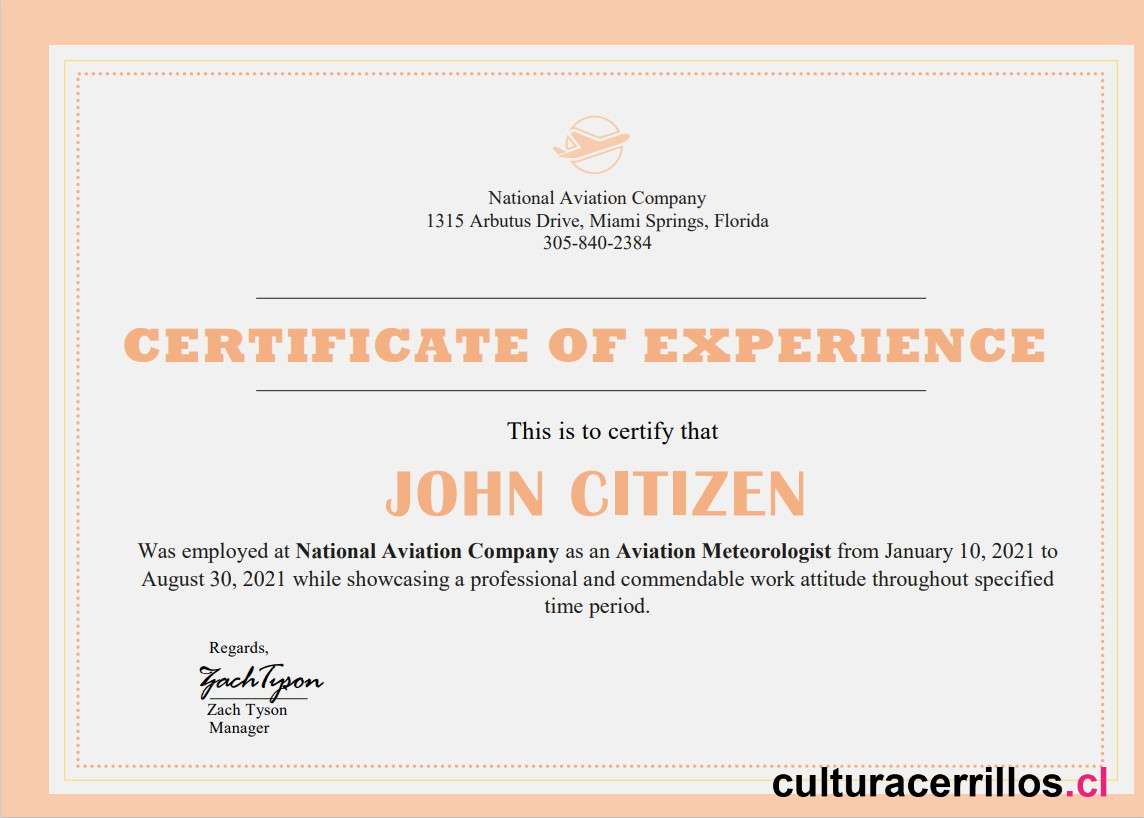 National Aviation Company
1315 Arbutus Drive, Miami Springs, Florida
305-840-2384
CERTIFICATE OF EXPERIENCE
This is to certify that
JOHN CITIZEN
Was employed at National Aviation Company as an Aviation Meteorologist from January 10, 2021 to
August 30, 2021 while showcasing a professional and commendable work attitude throughout specified
time period.
Regards,
Zach Tyson
Zach Tyson
Manager
culturacerrillos.cl